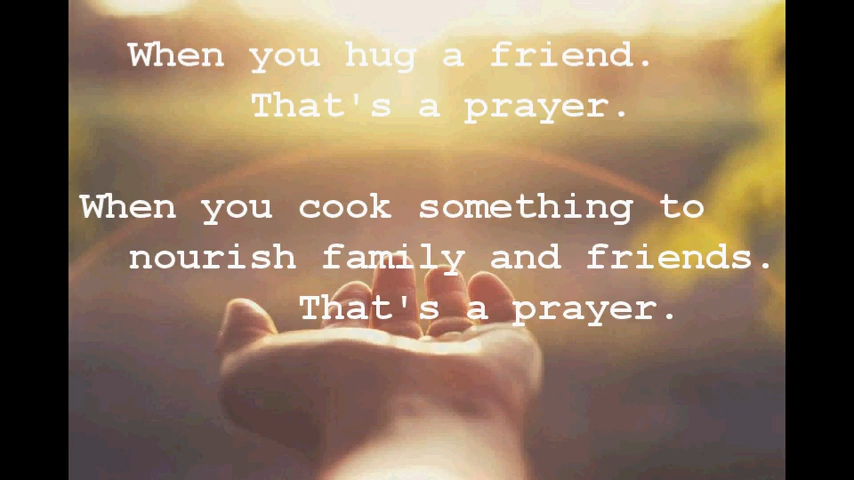 When you hug a friend.
That's a prayer.
When you cook something to
nourish family and friends.
That's a prayer.